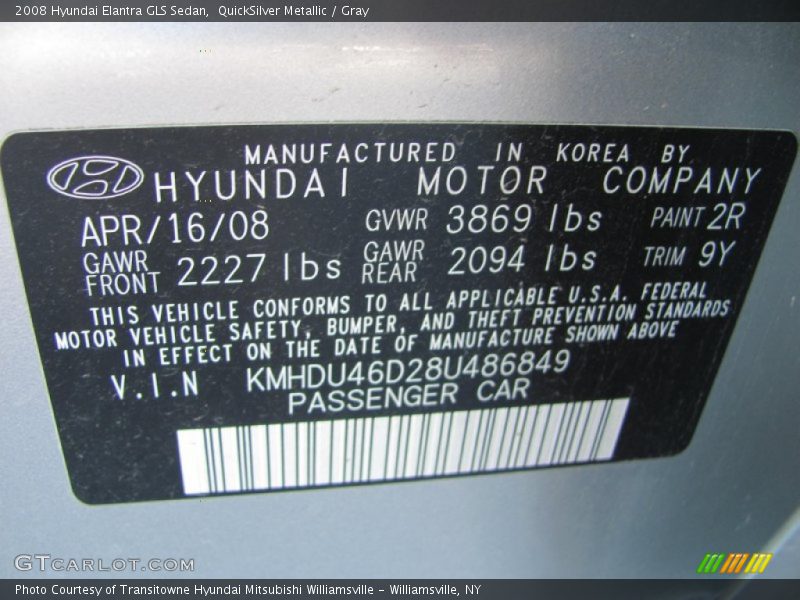 2008 Hyundai Elantra GLS Sedan, QuickSilver Metallic / Gray
MANUFACTURED IN KOREA BY
HYUNDAI MOTOR COMPANY
APR/16/08 GVWR 3869 lbs PAINT 2R
GAWR FRONT 2227 lbs GAWR REAR 2094 lbs TRIM 9Y
THIS VEHICLE CONFORMS TO ALL APPLICABLE U.S.A. FEDERAL
MOTOR VEHICLE SAFETY, BUMPER, AND THEFT PREVENTION STANDARDS
IN EFFECT ON THE DATE OF MANUFACTURE SHOWN ABOVE
V.I.N KMHDU46D28U486849
PASSENGER CAR
GTCARLOT.COM
Photo Courtesy of Transitowne Hyundai Mitsubishi Williamsville - Williamsville, NY